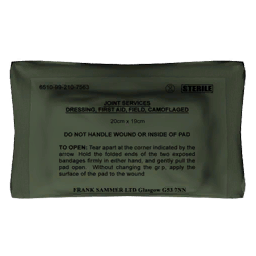 STERILE
JOINT SERVICES
DRESSING, FIRST AID, FIELD, CAMOFLAGED
20cm x 19cm
DO NOT HANDLE WOUND OR INSIDE OF PAD
TO OPEN: Tear apart at the corner indicated by the
arrow. Hold the folded ends of the two exposed
bandages firmly in either hand, and gently pull the
pad open. Without changing the grip, apply the
surface of the pad to the wound
FRANK SAMMER LTD Glasgow G53 7NN